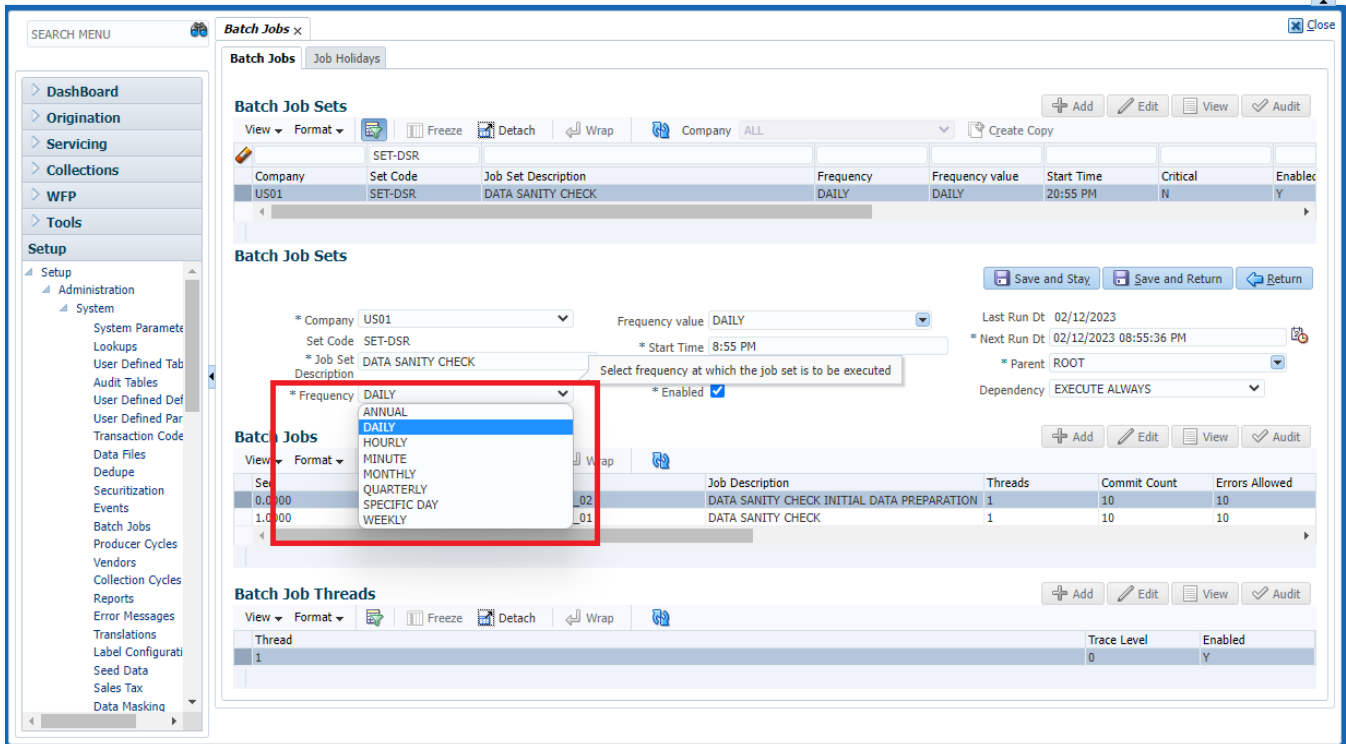 SEARCH MENU
Batch Jobs x
Close
Batch Jobs Job Holidays
DashBoard
Origination
Servicing
Collections
WFP
Tools
Setup
Setup
Administration
System
System Paramete
Lookups
User Defined Tab
Audit Tables
User Defined Def
User Defined Par
Transaction Code
Data Files
Dedupe
Securitization
Events
Batch Jobs
Producer Cycles
Vendors
Collection Cycles
Reports
Error Messages
Translations
Label Configurati
Seed Data
Sales Tax
Data Masking
Batch Job Sets
Add Edit View Audit
View Format Freeze Detach Wrap Company ALL Create Copy
SET-DSR
Company Set Code Job Set Description Frequency Frequency value Start Time Critical Enabled
US01 SET-DSR DATA SANITY CHECK DAILY DAILY 20:55 PM N Y
Batch Job Sets
Save and Stay Save and Return Return
* Company US01 Frequency value DAILY Last Run Dt 02/12/2023
Set Code SET-DSR * Start Time 8:55 PM * Next Run Dt 02/12/2023 08:55:36 PM
* Job Set Description DATA SANITY CHECK Select frequency at which the job set is to be executed * Parent ROOT
* Frequency DAILY * Enabled Dependency EXECUTE ALWAYS
ANNUAL
DAILY
HOURLY
MINUTE
MONTHLY
QUARTERLY
SPECIFIC DAY
WEEKLY
Batch Jobs
Add Edit View Audit
View Format Wrap
Seq Job Description Threads Commit Count Errors Allowed
0.0000 _02 DATA SANITY CHECK INITIAL DATA PREPARATION 1 10 10
1.0000 _01 DATA SANITY CHECK 1 10 10
Batch Job Threads
Add Edit View Audit
View Format Freeze Detach Wrap
Thread Trace Level Enabled
1 0 Y